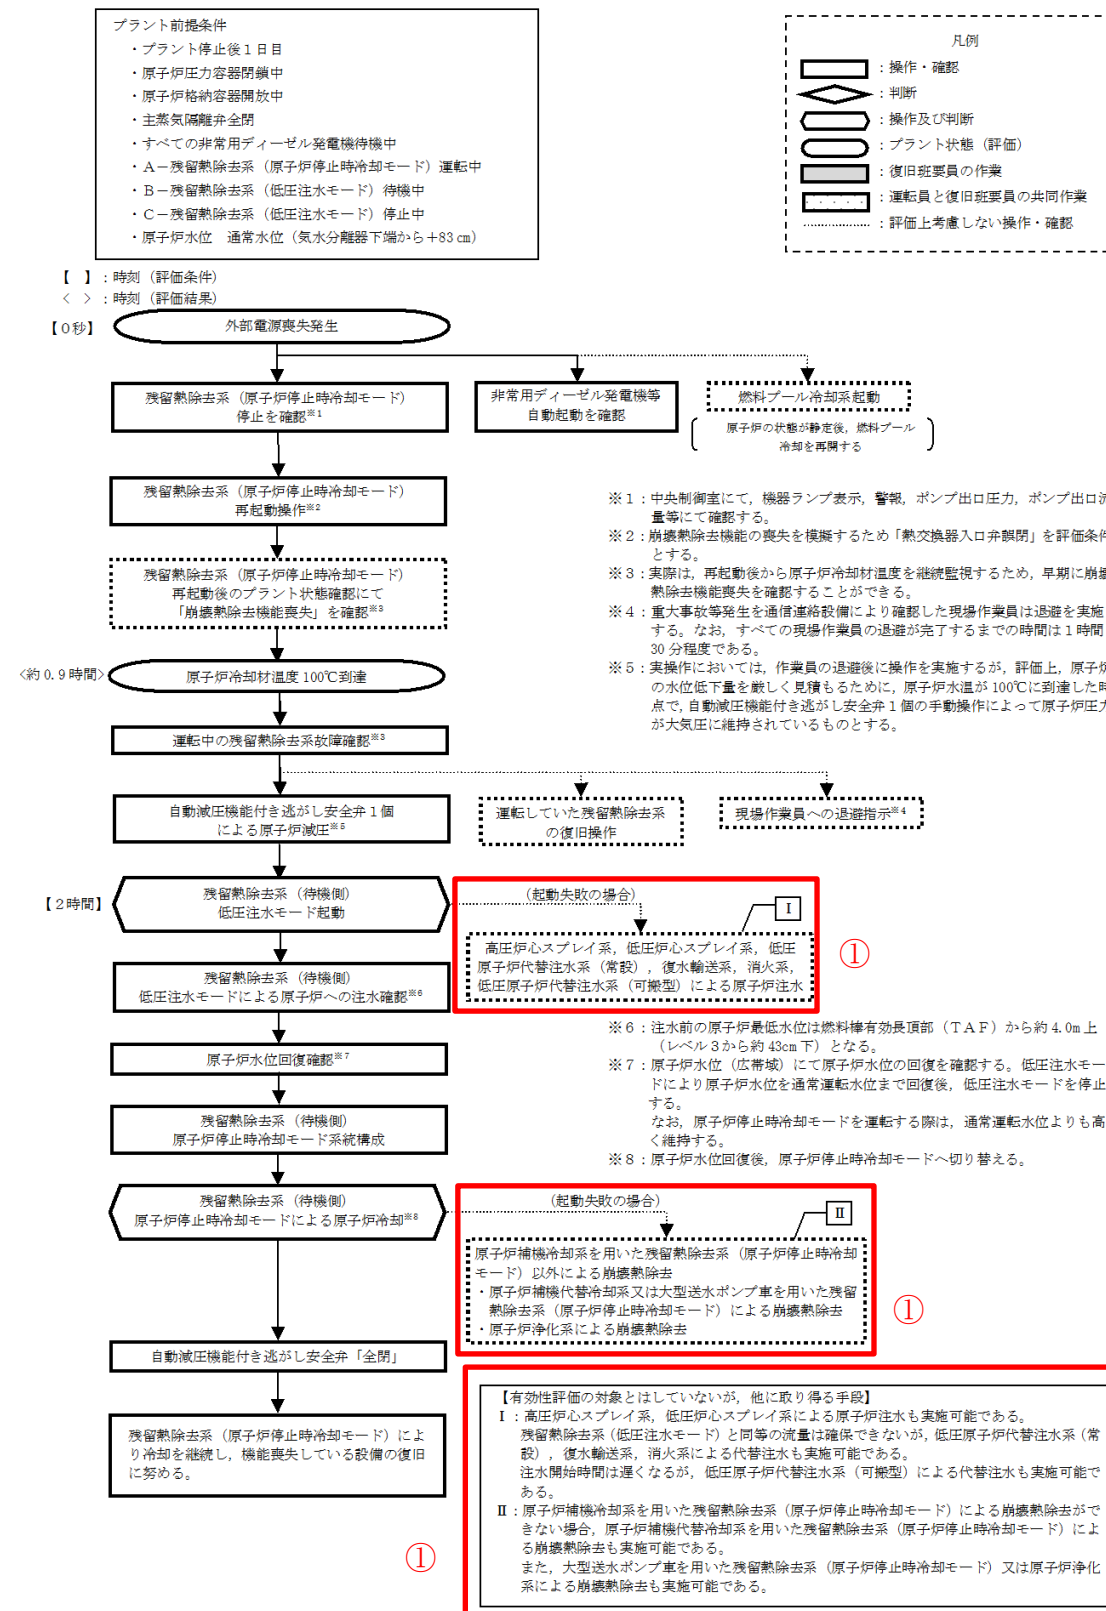 プラント前提条件
・プラント停止後1日目
・原子炉圧力容器閉鎖中
・原子炉格納容器開放中
・主蒸気隔離弁全閉
・すべての非常用ディーゼル発電機待機中
・A－残留熱除去系（原子炉停止時冷却モード）運転中
・B－残留熱除去系（低圧注水モード）待機中
・C－残留熱除去系（低圧注水モード）停止中
・原子炉水位　通常水位（気水分離器下端から＋83cm）
凡例
：操作・確認
：判断
：操作及び判断
：プラント状態（評価）
：復旧班要員の作業
：運転員と復旧班要員の共同作業
：評価上考慮しない操作・確認
【　】：時刻（評価条件）
＜　＞：時刻（評価結果）
【0秒】
外部電源喪失発生
残留熱除去系（原子炉停止時冷却モード）
停止を確認※1
非常用ディーゼル発電機等
自動起動を確認
燃料プール冷却系起動
原子炉の状態が静定後，燃料プール
冷却を再開する
残留熱除去系（原子炉停止時冷却モード）
再起動操作※2
残留熱除去系（原子炉停止時冷却モード）
再起動後のプラント状態確認にて
「崩壊熱除去機能喪失」を確認※3
※1：中央制御室にて，機器ランプ表示，警報，ポンプ出口圧力，ポンプ出口流
量等にて確認する。
※2：崩壊熱除去機能の喪失を模擬するため「熱交換器入口弁誤閉」を評価条件
とする。
※3：実際は，再起動後から原子炉冷却材温度を継続監視するため，早期に崩壊
熱除去機能喪失を確認することができる。
※4：重大事故等発生を通信連絡設備により確認した現場作業員は退避を実施
する。なお，すべての現場作業員の退避が完了するまでの時間は1時間
30分程度である。
※5：実操作においては，作業員の退避後に操作を実施するが，評価上，原子炉
の水位低下量を厳しく見積もるために，原子炉水温が100℃に到達した時
点で，自動減圧機能付き逃がし安全弁1個の手動操作によって原子炉圧力
が大気圧に維持されているものとする。
＜約0.9時間＞
原子炉冷却材温度100℃到達
運転中の残留熱除去系故障確認※3
自動減圧機能付き逃がし安全弁1個
による原子炉減圧※5
運転していた残留熱除去系
の復旧操作
現場作業員への退避指示※4
【2時間】
残留熱除去系（待機側）
低圧注水モード起動
（起動失敗の場合）
Ⅰ
高圧炉心スプレイ系，低圧炉心スプレイ系，低圧
原子炉代替注水系（常設），復水輸送系，消火系，
低圧原子炉代替注水系（可搬型）による原子炉注水
①
残留熱除去系（待機側）
低圧注水モードによる原子炉への注水確認※6
原子炉水位回復確認※7
残留熱除去系（待機側）
原子炉停止時冷却モード系統構成
※6：注水前の原子炉最低水位は燃料棒有効長頂部（TAF）から約4.0m上
（レベル3から約43cm下）となる。
※7：原子炉水位（広帯域）にて原子炉水位の回復を確認する。低圧注水モー
ドにより原子炉水位を通常運転水位まで回復後，低圧注水モードを停止
する。
なお，原子炉停止時冷却モードを運転する際は，通常運転水位よりも高
く維持する。
※8：原子炉水位回復後，原子炉停止時冷却モードへ切り替える。
残留熱除去系（待機側）
原子炉停止時冷却モードによる原子炉冷却※8
（起動失敗の場合）
Ⅱ
原子炉補機冷却系を用いた残留熱除去系（原子炉停止時冷却
モード）以外による崩壊熱除去
・原子炉補機代替冷却系又は大型送水ポンプ車を用いた残留
熱除去系（原子炉停止時冷却モード）による崩壊熱除去
・原子炉浄化系による崩壊熱除去
①
自動減圧機能付き逃がし安全弁「全閉」
残留熱除去系（原子炉停止時冷却モード）によ
り冷却を継続し，機能喪失している設備の復旧
に努める。
【有効性評価の対象とはしていないが，他に取り得る手段】
Ⅰ：高圧炉心スプレイ系，低圧炉心スプレイ系による原子炉注水も実施可能である。
残留熱除去系（低圧注水モード）と同等の流量は確保できないが，低圧原子炉代替注水系（常
設），復水輸送系，消火系による代替注水も実施可能である。
注水開始時間は遅くなるが，低圧原子炉代替注水系（可搬型）による代替注水も実施可能で
ある。
Ⅱ：原子炉補機冷却系を用いた残留熱除去系（原子炉停止時冷却モード）による崩壊熱除去がで
きない場合，原子炉補機代替冷却系を用いた残留熱除去系（原子炉停止時冷却モード）によ
る崩壊熱除去も実施可能である。
また，大型送水ポンプ車を用いた残留熱除去系（原子炉停止時冷却モード）又は原子炉浄化
系による崩壊熱除去も実施可能である。
①